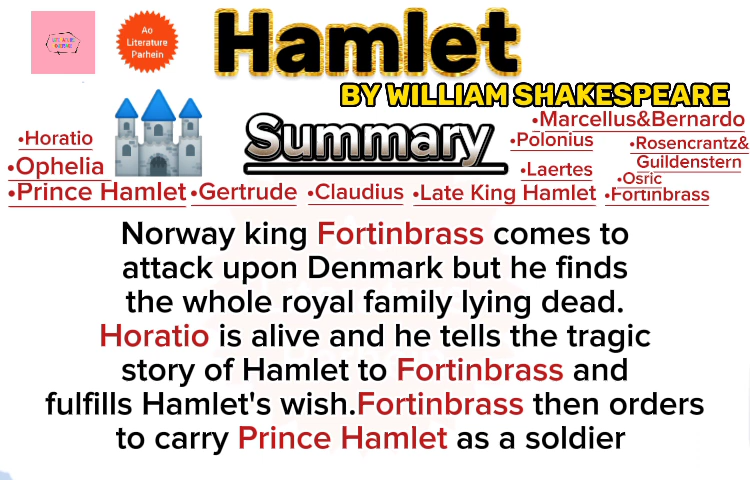 Ao
Literature
Parhein
Hamlet
BY WILLIAM SHAKESPEARE
Summary
•Marcellus&Bernardo
•Horatio
•Polonius
•Rosencrantz&
Guildenstern
•Ophelia
•Laertes
•Osric
•Prince Hamlet •Gertrude •Claudius •Late King Hamlet •Fortinbrass
Norway king Fortinbrass comes to
attack upon Denmark but he finds
the whole royal family lying dead.
Horatio is alive and he tells the tragic
story of Hamlet to Fortinbrass and
fulfills Hamlet's wish.Fortinbrass then orders
to carry Prince Hamlet as a soldier